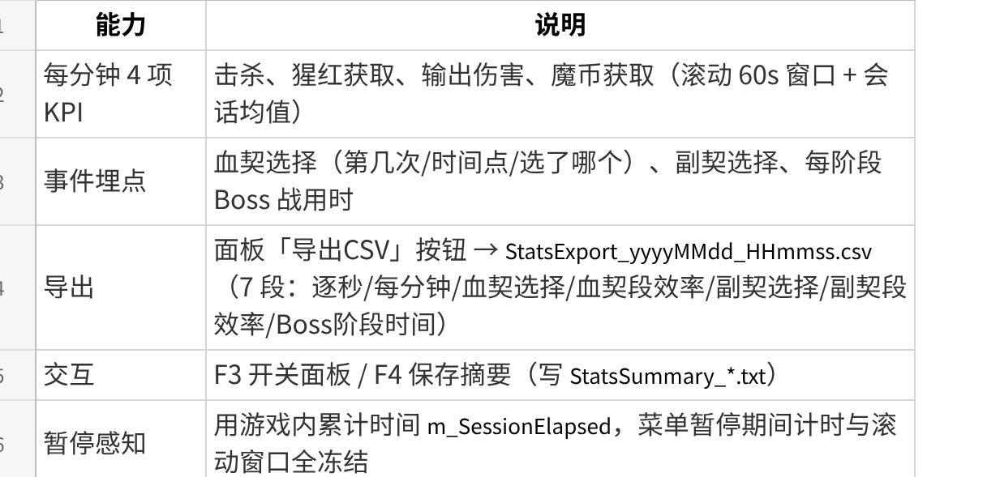 1
能力
说明
2
每分钟 4 项
KPI
击杀、猩红获取、输出伤害、魔币获取（滚动 60s 窗口 + 会
话均值）
3
事件埋点
血契选择（第几次/时间点/选了哪个）、副契选择、每阶段
Boss 战用时
4
导出
面板「导出CSV」按钮 → StatsExport_yyyyMMdd_HHmmss.csv
（7 段：逐秒/每分钟/血契选择/血契段效率/副契选择/副契段
效率/Boss阶段时间）
5
交互
F3 开关面板 / F4 保存摘要（写 StatsSummary_*.txt）
6
暂停感知
用游戏内累计时间 m_SessionElapsed，菜单暂停期间计时与滚
动窗口全冻结